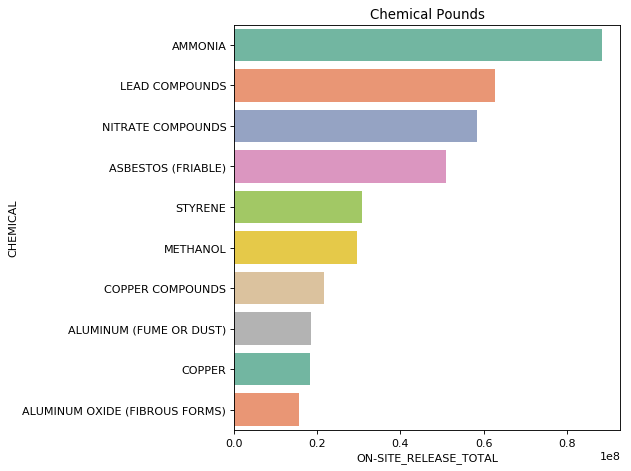 Chemical Pounds
CHEMICAL
AMMONIA
LEAD COMPOUNDS
NITRATE COMPOUNDS
ASBESTOS (FRIABLE)
STYRENE
METHANOL
COPPER COMPOUNDS
ALUMINUM (FUME OR DUST)
COPPER
ALUMINUM OXIDE (FIBROUS FORMS)
0.0 0.2 0.4 0.6 0.8
1e8
ON-SITE_RELEASE_TOTAL